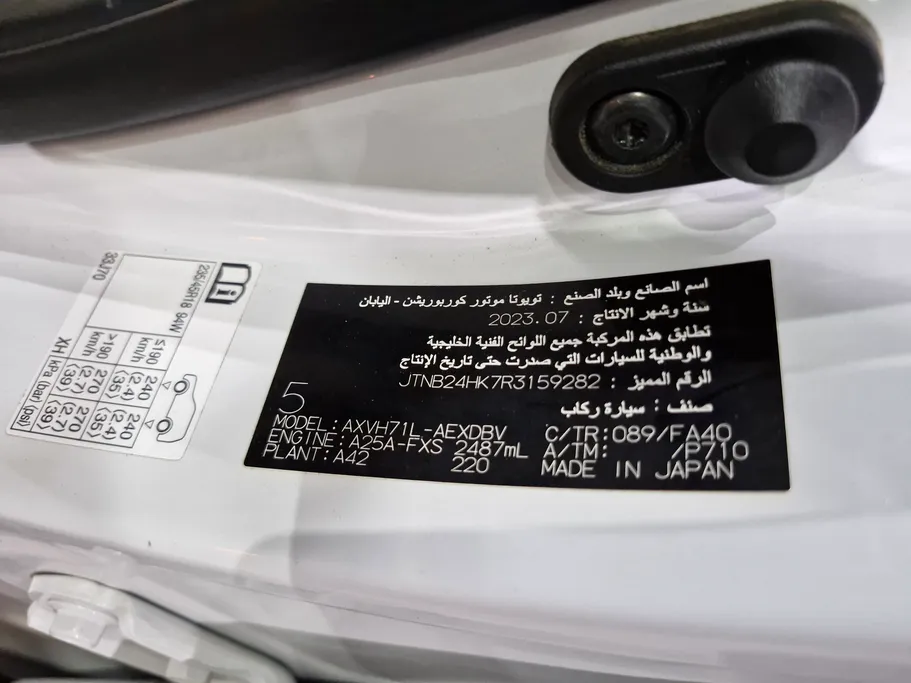 اسم الصانع وبلد الصنع : تويوتا موتور كوربوريشن - اليابان
سنة وشهر الانتاج : 2023.07
تطابق هذه المركبة جميع اللوائح الفنية الخليجية
والوطنية للسيارات التي صدرت حتى تاريخ الإنتاج
الرقم المميز : JTNB24HK7R3159282
صنف : سيارة ركاب
5
MODEL:AXVH71L-AEXDBV C/TR:089/FA40
ENGINE:A25A-FXS 2487mL A/TM: /P710
PLANT:A42 220 MADE IN JAPAN
33J70
235/45R18 94W
≤190 km/h 240 (2.4) (35) 240 (2.4) (35)
>190 km/h 270 (2.7) (39) 270 (2.7) (39)
XH kPa (bar) (psi)